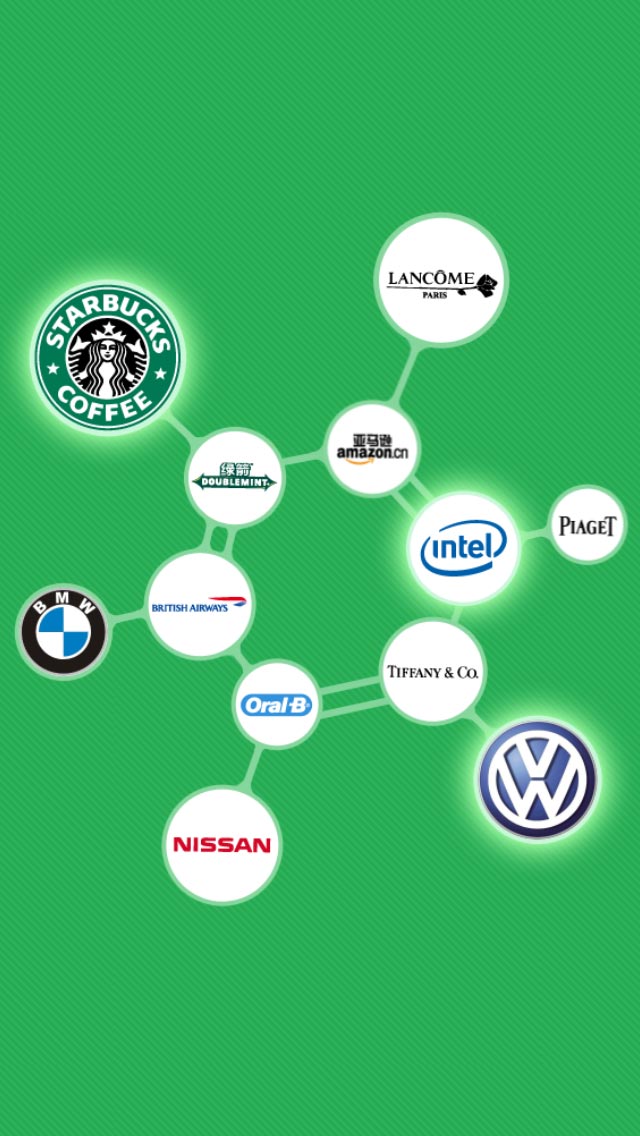 LANCÔME
PARIS
STARBUCKS
COFFEE
亚马逊
amazon.cn
绿箭
DOUBLEMINT
PIAGET
intel
BRITISH AIRWAYS
BMW
TIFFANY & CO.
Oral-B
VW
NISSAN